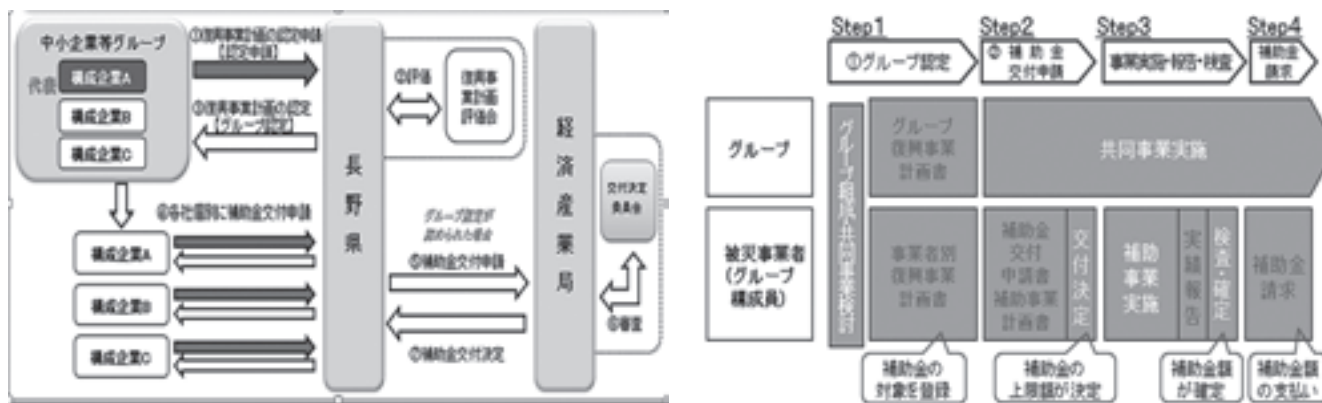 中小企業等グループ
代表
構成企業A
構成企業B
構成企業C
①復興事業計画の認定申請
【認定申請】
③復興事業計画の認定
【グループ認定】
②評価
復興事
業計画
評価会
長野県
経済産業局
交付決定
委員会
④各社個別に補助金交付申請
構成企業A
構成企業B
構成企業C
グループ認定が
認められた場合
⑤補助金交付申請
⑥審査
⑦補助金交付決定
Step1
Step2
Step3
Step4
①グループ認定
②補助金
交付申請
事業実施・報告・検査
補助金
請求
グループ
グループ組成・共同事業検討
グループ
復興事業
計画書
共同事業実施
被災事業者
(グループ
構成員)
事業者別
復興事業
計画書
補助金
交付
申請書
補助事業
計画書
交付決定
補助
事業
実施
実績報告
検査・確定
補助金
請求
補助金の
対象を登録
補助金の
上限額が決定
補助金額
が確定
補助金額
の支払い